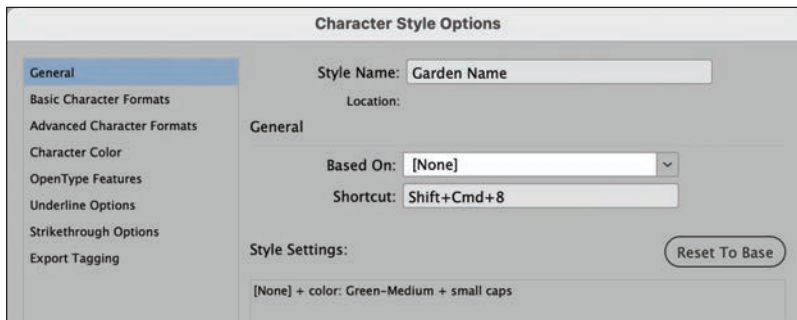 Character Style Options
General
Basic Character Formats
Advanced Character Formats
Character Color
OpenType Features
Underline Options
Strikethrough Options
Export Tagging
Style Name: Garden Name
Location:
General
Based On: [None]
Shortcut: Shift+Cmd+8
Style Settings:
Reset To Base
[None] + color: Green-Medium + small caps